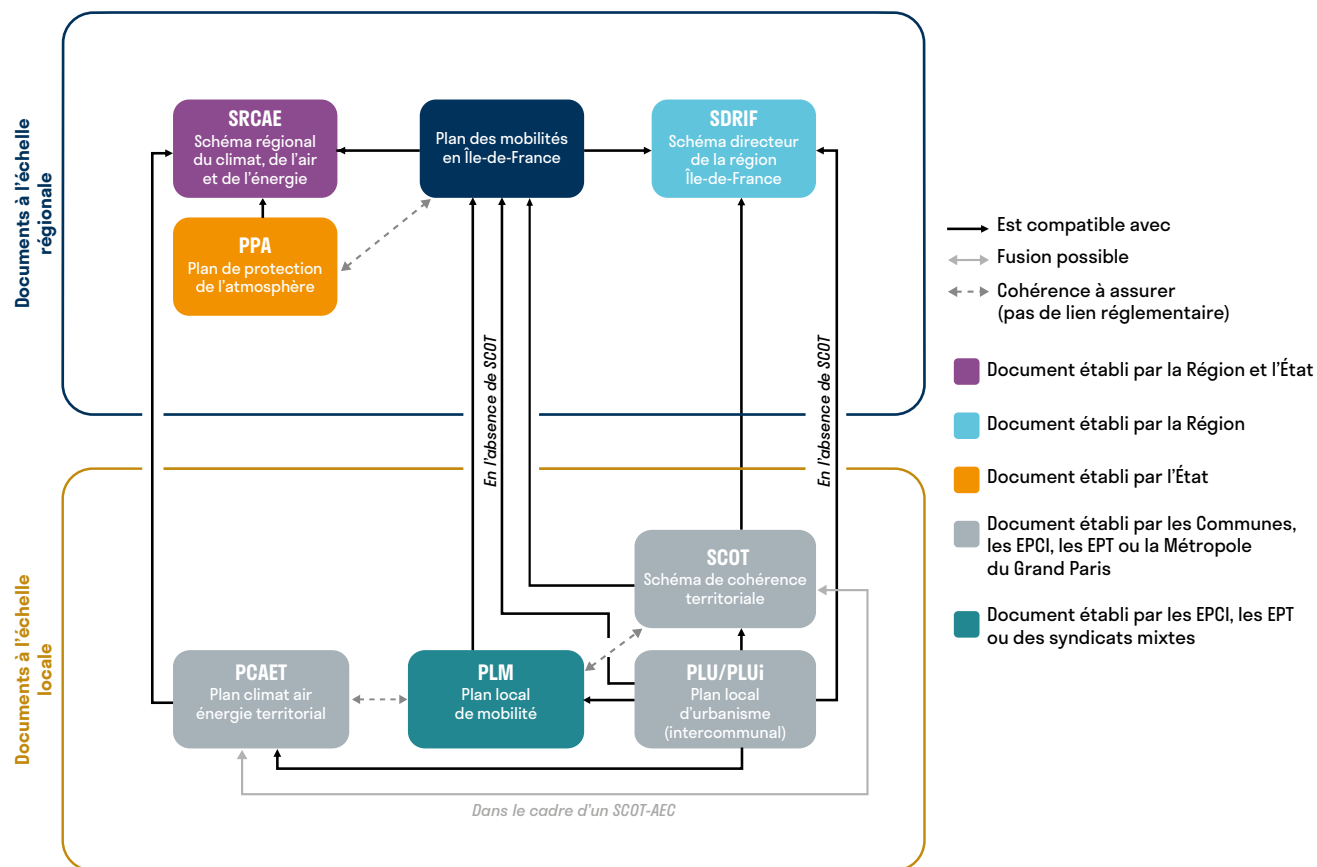 Documents à l'échelle
régionale
SRCAE
Schéma régional
du climat, de l'air
et de l'énergie
Plan des mobilités
en Île-de-France
SDRIF
Schéma directeur
de la région
Île-de-France
PPA
Plan de protection
de l'atmosphère
En l'absence de SCOT
En l'absence de SCOT
Documents à l'échelle
locale
SCOT
Schéma de cohérence
territoriale
PCAET
Plan climat air
énergie territorial
PLM
Plan local
de mobilité
PLU/PLUi
Plan local
d'urbanisme
(intercommunal)
Dans le cadre d'un SCOT-AEC
Est compatible avec
Fusion possible
Cohérence à assurer
(pas de lien réglementaire)
Document établi par la Région et l'État
Document établi par la Région
Document établi par l'État
Document établi par les Communes,
les EPCI, les EPT ou la Métropole
du Grand Paris
Document établi par les EPCI, les EPT
ou des syndicats mixtes